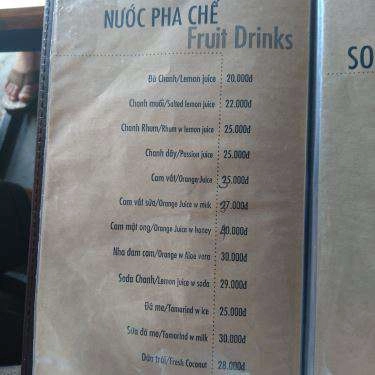 NƯỚC PHA CHẾ
Fruit Drinks
SO
Đá Chanh/Lemon juice 20,000đ
Chanh muối/Salted lemon juice 22.000đ
Chanh Rhum/Rhum w lemon juice 25.000đ
Chanh dây/Passion juice 25.000đ
Cam vắt/Orange Juice 35.000đ
Cam vắt sữa/Orange Juice w milk 37.000đ
Cam mật ong/Orange Juice w honey 40.000đ
Nha đam cam/Orange w Aloe vera 30.000đ
Soda Chanh/Lemon juice w soda 29.000đ
Đá me/Tamarind w ice 25.000đ
Sữa đá me/Tamarind w milk 30.000đ
Dừa trái/Fresh Coconut 28.000đ